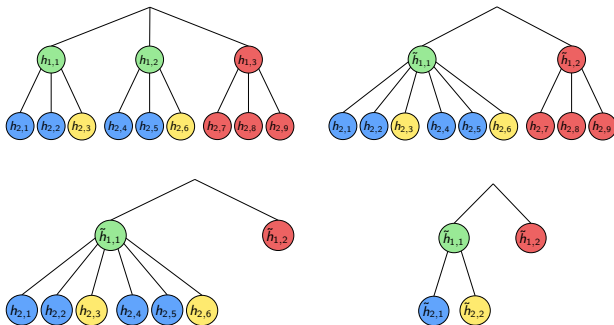 h₁,₁ h₁,₂ h₁,₃
h₂,₁ h₂,₂ h₂,₃ h₂,₄ h₂,₅ h₂,₆ h₂,₇ h₂,₈ h₂,₉
h̃₁,₁ h̃₁,₂
h₂,₁ h₂,₂ h₂,₃ h₂,₄ h₂,₅ h₂,₆ h₂,₇ h₂,₈ h₂,₉
h̃₁,₁ h̃₁,₂
h₂,₁ h₂,₂ h₂,₃ h₂,₄ h₂,₅ h₂,₆
h̃₁,₁ h̃₁,₂
h̃₂,₁ h̃₂,₂